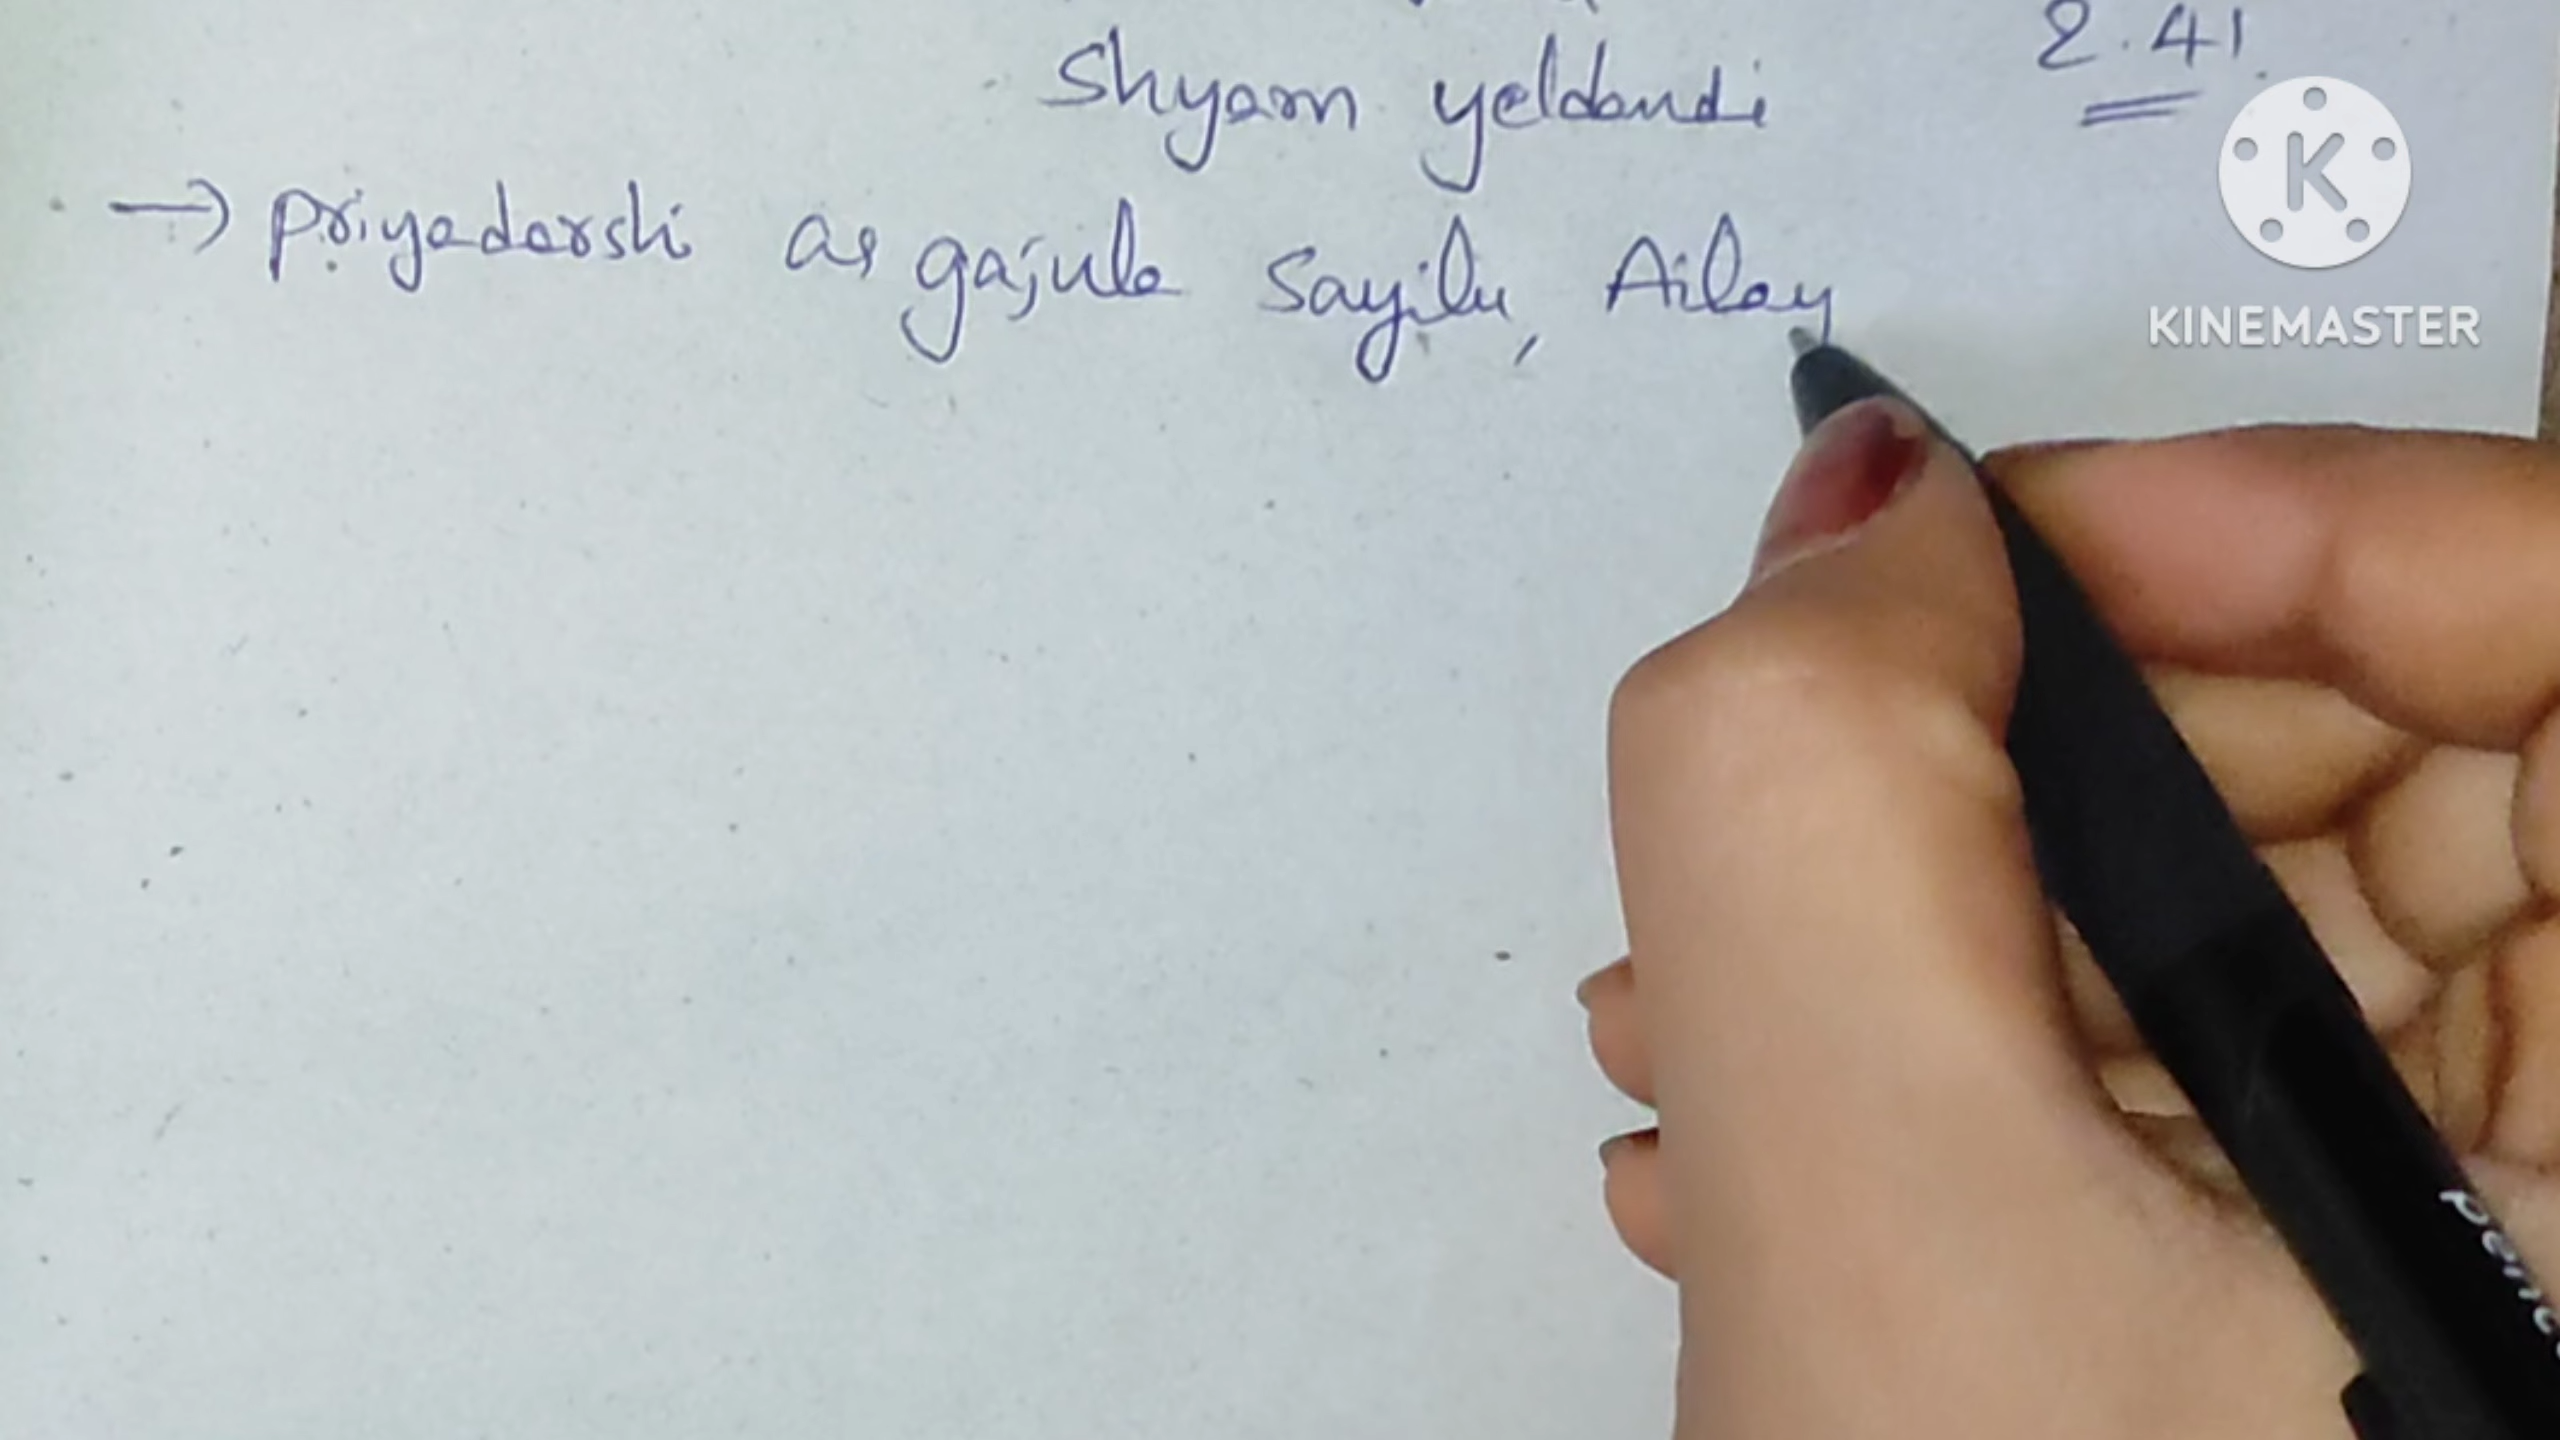 Shyam yeldandi 2.41
→ Priyadarshi as gajula Sayilu, Ailay
KINEMASTER